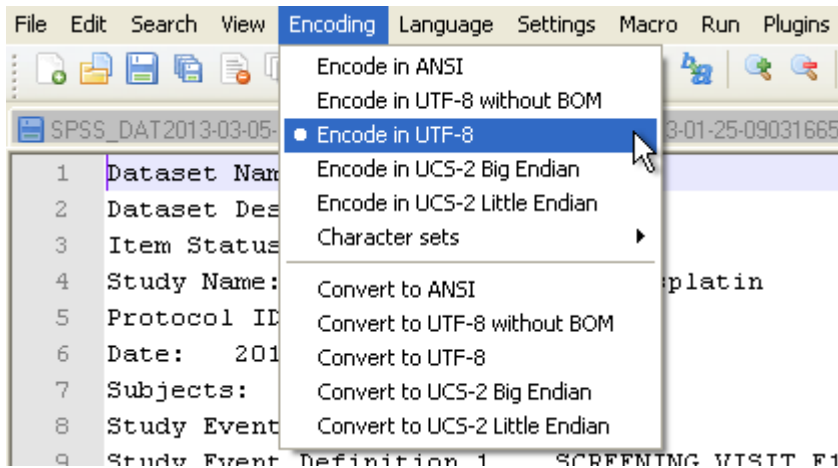 File Edit Search View Encoding Language Settings Macro Run Plugins
SPSS_DAT2013-03-05- 3-01-25-09031665
Encode in ANSI
Encode in UTF-8 without BOM
Encode in UTF-8
Encode in UCS-2 Big Endian
Encode in UCS-2 Little Endian
Character sets
Convert to ANSI
Convert to UTF-8 without BOM
Convert to UTF-8
Convert to UCS-2 Big Endian
Convert to UCS-2 Little Endian
1 Dataset Nam
2 Dataset Des
3 Item Status
4 Study Name: splatin
5 Protocol ID
6 Date: 201
7 Subjects:
8 Study Event
9 Study Event Definition 1 SCREENING VISIT